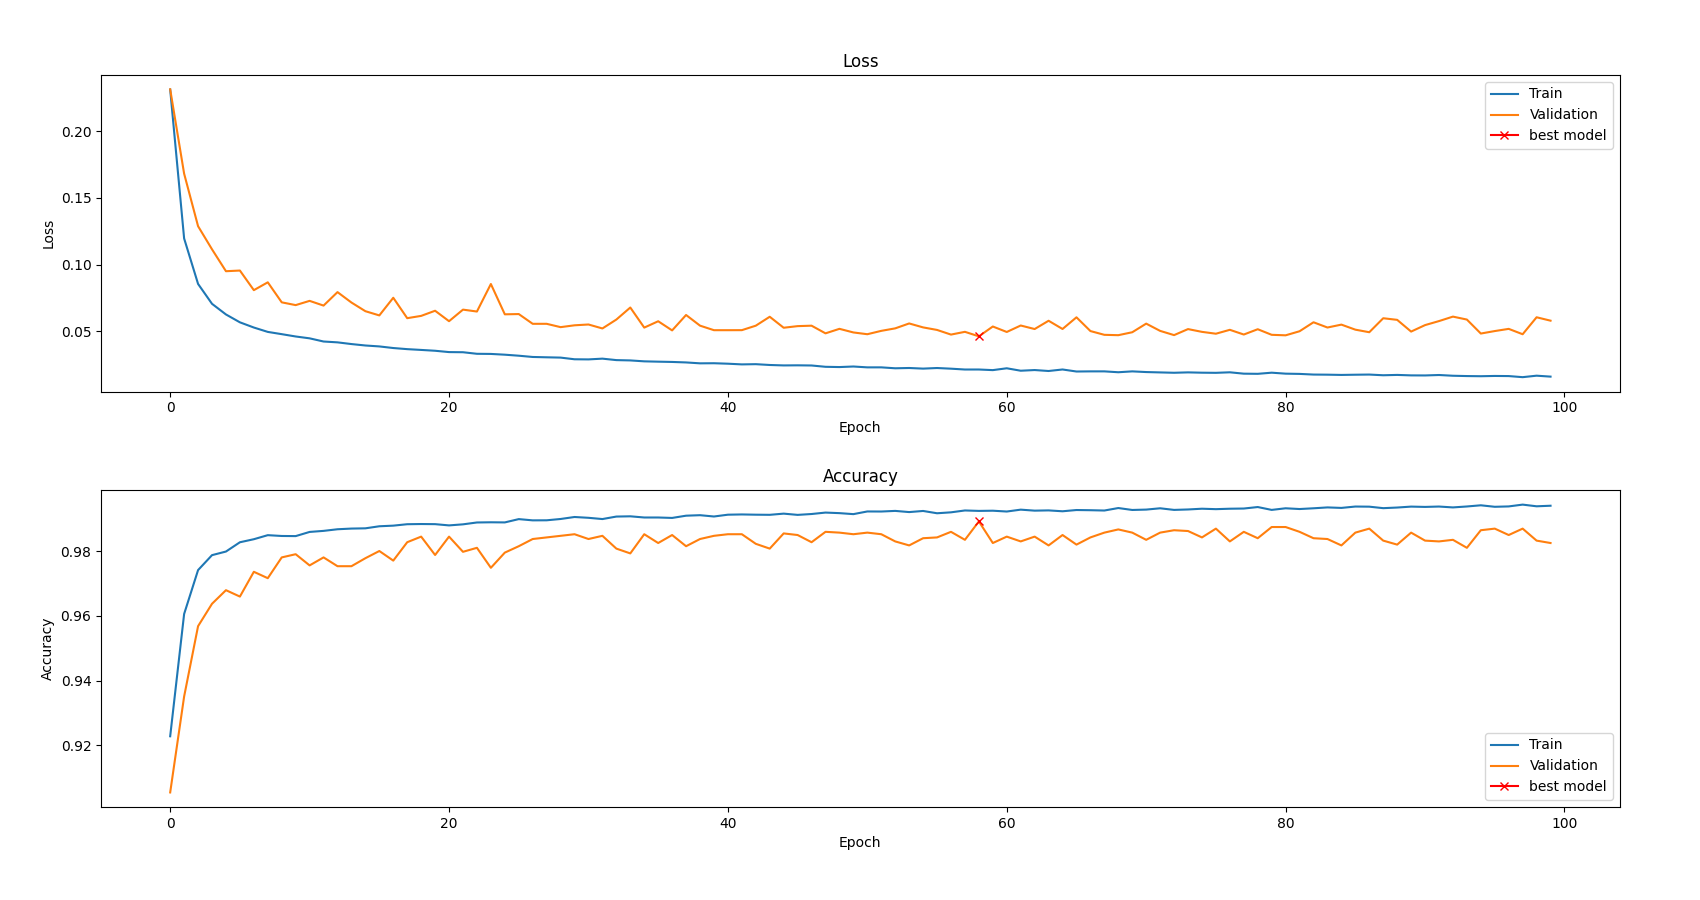 Loss
0.20
0.15
0.10
0.05
Loss
0 20 40 60 80 100
Epoch
Train
Validation
best model
Accuracy
0.98
0.96
0.94
0.92
Accuracy
0 20 40 60 80 100
Epoch
Train
Validation
best model